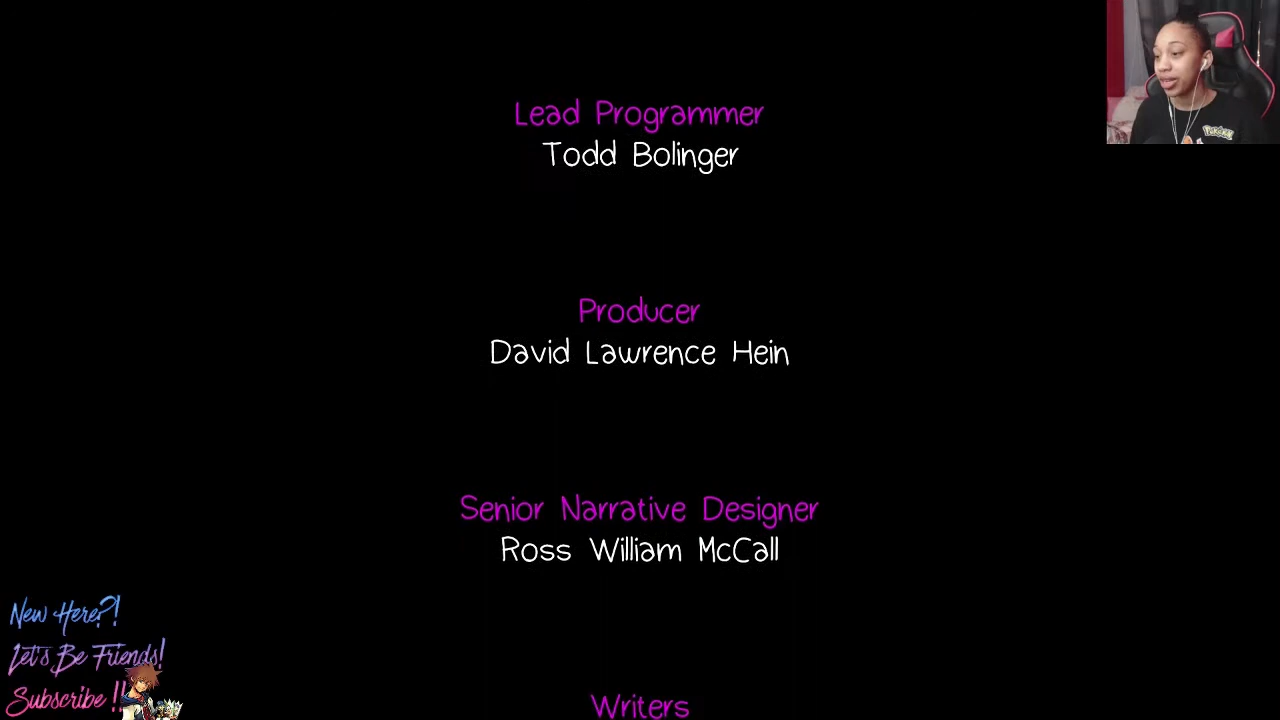 Lead Programmer
Todd Bolinger
Producer
David Lawrence Hein
Senior Narrative Designer
Ross William McCall
Writers
New Here?!
Let's Be Friends!
Subscribe !!
Pokémon